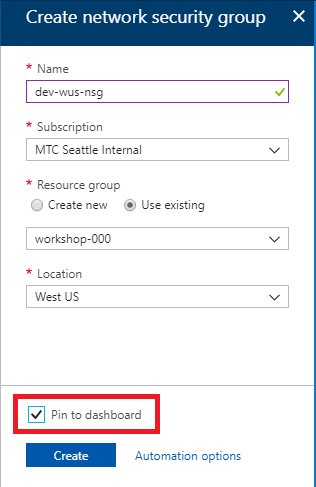 Create network security group
* Name
dev-wus-nsg
* Subscription
MTC Seattle Internal
* Resource group
Create new Use existing
workshop-000
* Location
West US
Pin to dashboard
Create Automation options